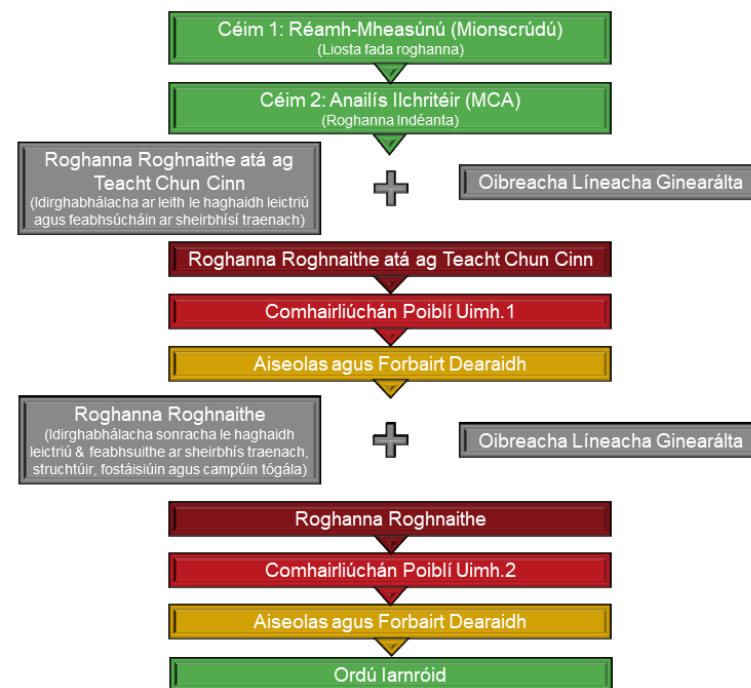 Céim 1: Réamh-Mheasúnú (Mionscrúdú)
(Liosta fada roghanna)
Céim 2: Anailís Ilchritéir (MCA)
(Roghanna Indéanta)
Roghanna Roghnaithe atá ag
Teacht Chun Cinn
(Idirghabhálacha ar leith le haghaidh leictriú
agus feabhsúcháin ar sheirbhísí traenach)
Oibreacha Líneacha Ginearálta
Roghanna Roghnaithe atá ag Teacht Chun Cinn
Comhairliúchán Poiblí Uimh.1
Aiseolas agus Forbairt Dearaidh
Roghanna Roghnaithe
(Idirghabhálacha sonracha le haghaidh
leictriú & feabhsuithe ar sheirbhís traenach,
struchtúir, fostáisiúin agus campúin tógála)
Oibreacha Líneacha Ginearálta
Roghanna Roghnaithe
Comhairliúchán Poiblí Uimh.2
Aiseolas agus Forbairt Dearaidh
Ordú Iarnróid